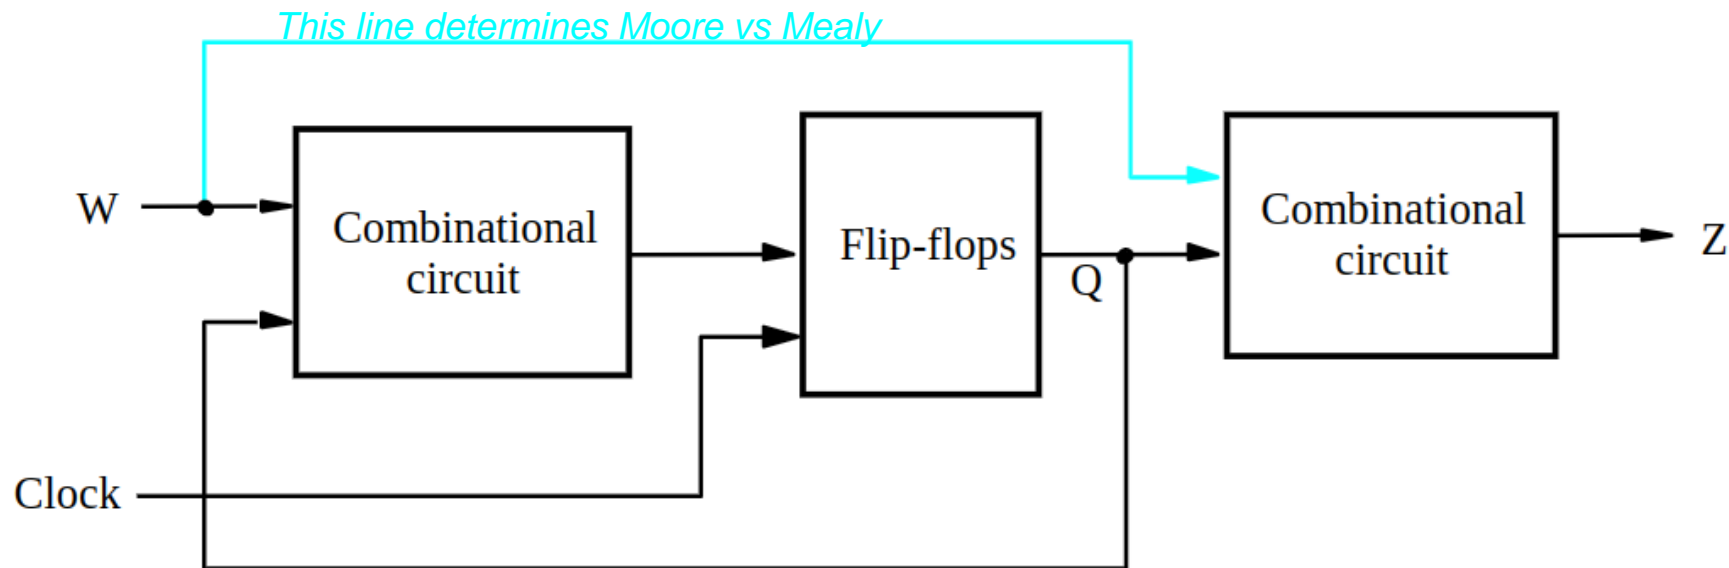 This line determines Moore vs Mealy
W
Combinational
circuit
Flip-flops
Q
Combinational
circuit
Z
Clock